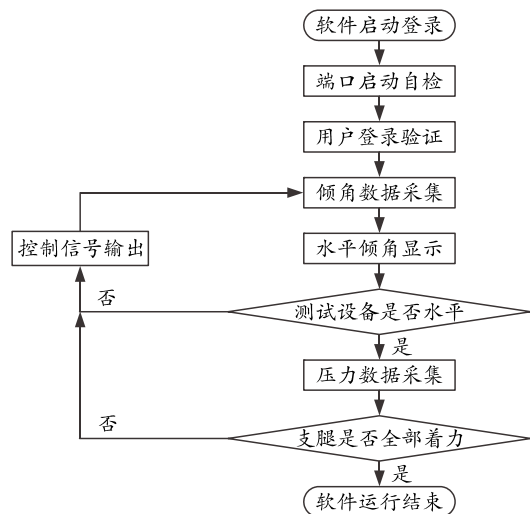 软件启动登录
端口启动自检
用户登录验证
倾角数据采集
控制信号输出
水平倾角显示
否
测试设备是否水平
是
压力数据采集
否
支腿是否全部着力
是
软件运行结束